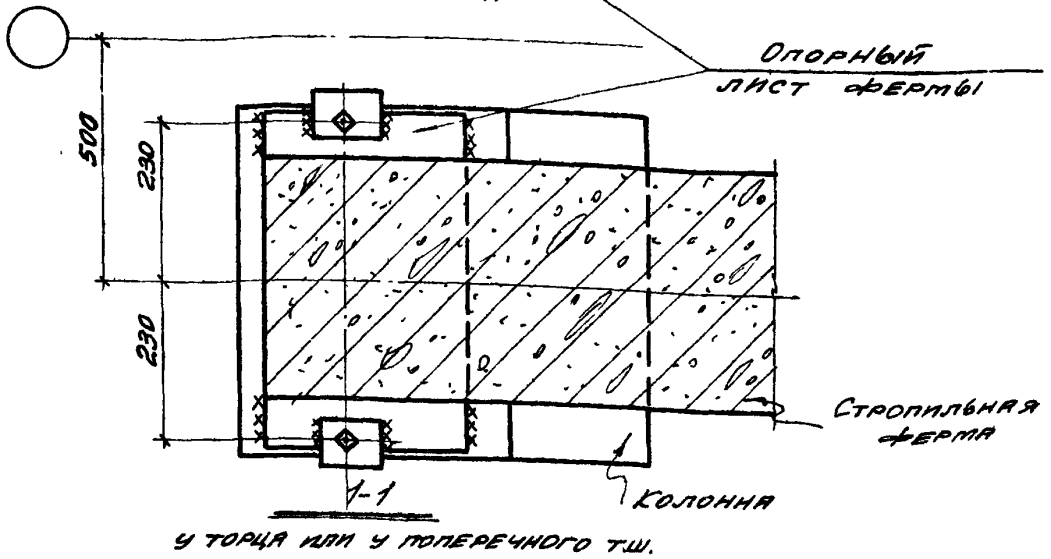 ОПОРНЫЙ
ЛИСТ ФЕРМЫ
500
230
230
СТРОПИЛЬНАЯ
ФЕРМА
КОЛОННА
1-1
У ТОРЦА ИЛИ У ПОПЕРЕЧНОГО Т.Ш.